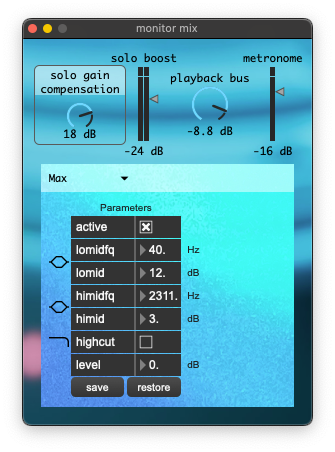 monitor mix
solo boost
metronome
solo gain
compensation
playback bus
18 dB
-8.8 dB
-24 dB
-16 dB
Max
Parameters
active
lomidfq 40. Hz
lomid 12. dB
himidfq 2311. Hz
himid 3. dB
highcut
level 0. dB
save restore